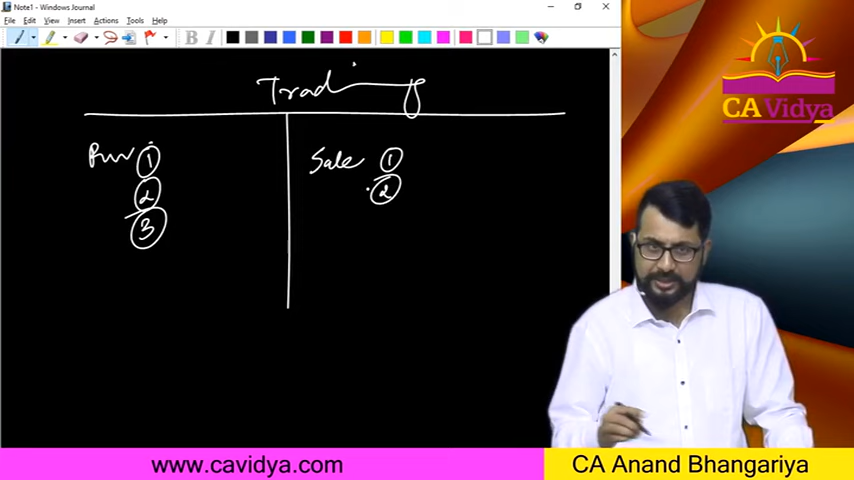 Note1 - Windows Journal
File Edit View Insert Actions Tools Help
B I
Trading
Pur 1
2
3
Sale 1
2
CA Vidya
www.cavidya.com
CA Anand Bhangariya